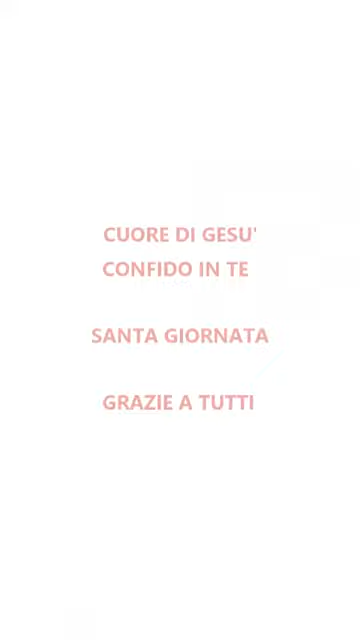 CUORE DI GESU'
CONFIDO IN TE
SANTA GIORNATA
GRAZIE A TUTTI